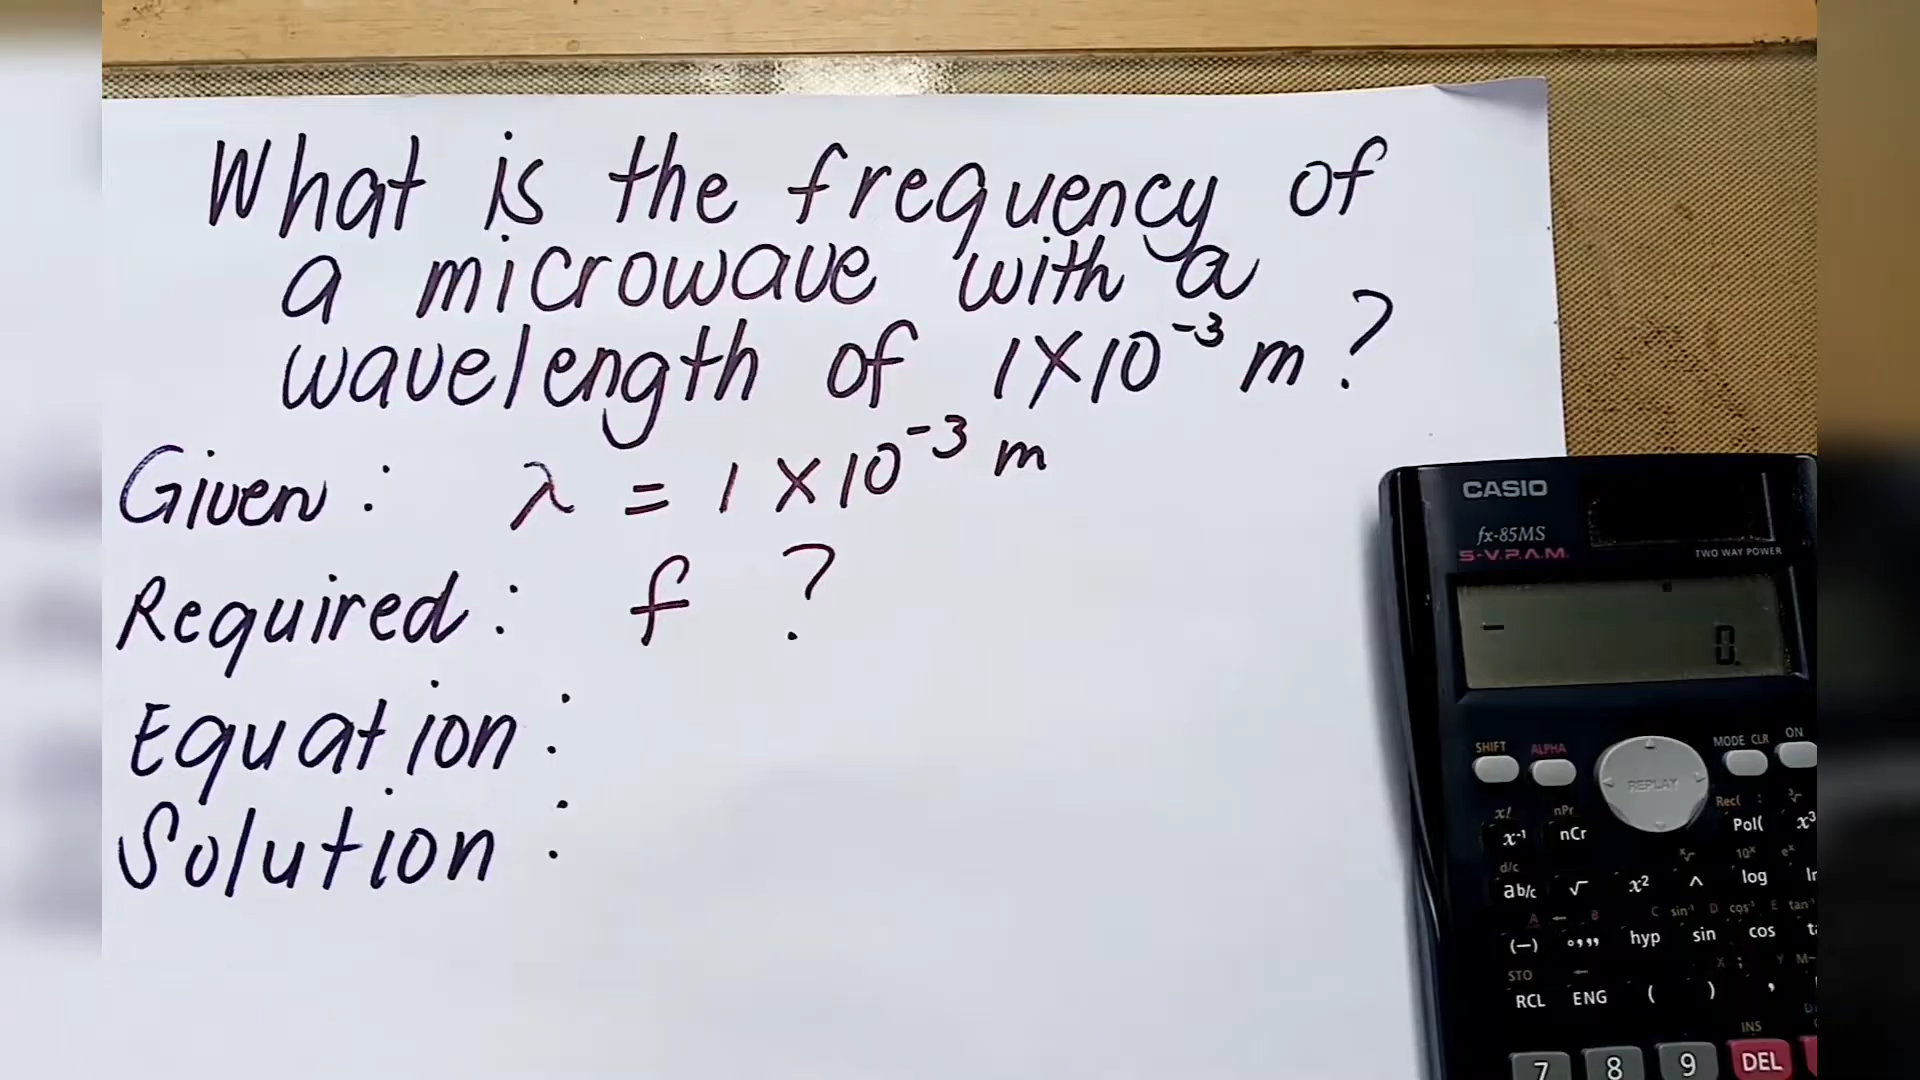 What is the frequency of
a microwave with a
wavelength of 1X10⁻³ m?
Given : λ = 1 X 10⁻³ m
Required : f ?
Equation :
Solution :
CASIO
fx-85MS
S-V.P.A.M.
TWO WAY POWER
- 0.
SHIFT ALPHA MODE CLR ON
REPLAY
x! nPr Rec( :
x⁻¹ nCr Pol( x³
d/c 10ˣ eˣ
a b/c √ x² ^ log
A ← B C sin⁻¹ D cos⁻¹ E tan⁻¹
(−) °'" hyp sin cos
STO ← X ; Y M-
RCL ENG ( ) ,
INS
7 8 9 DEL